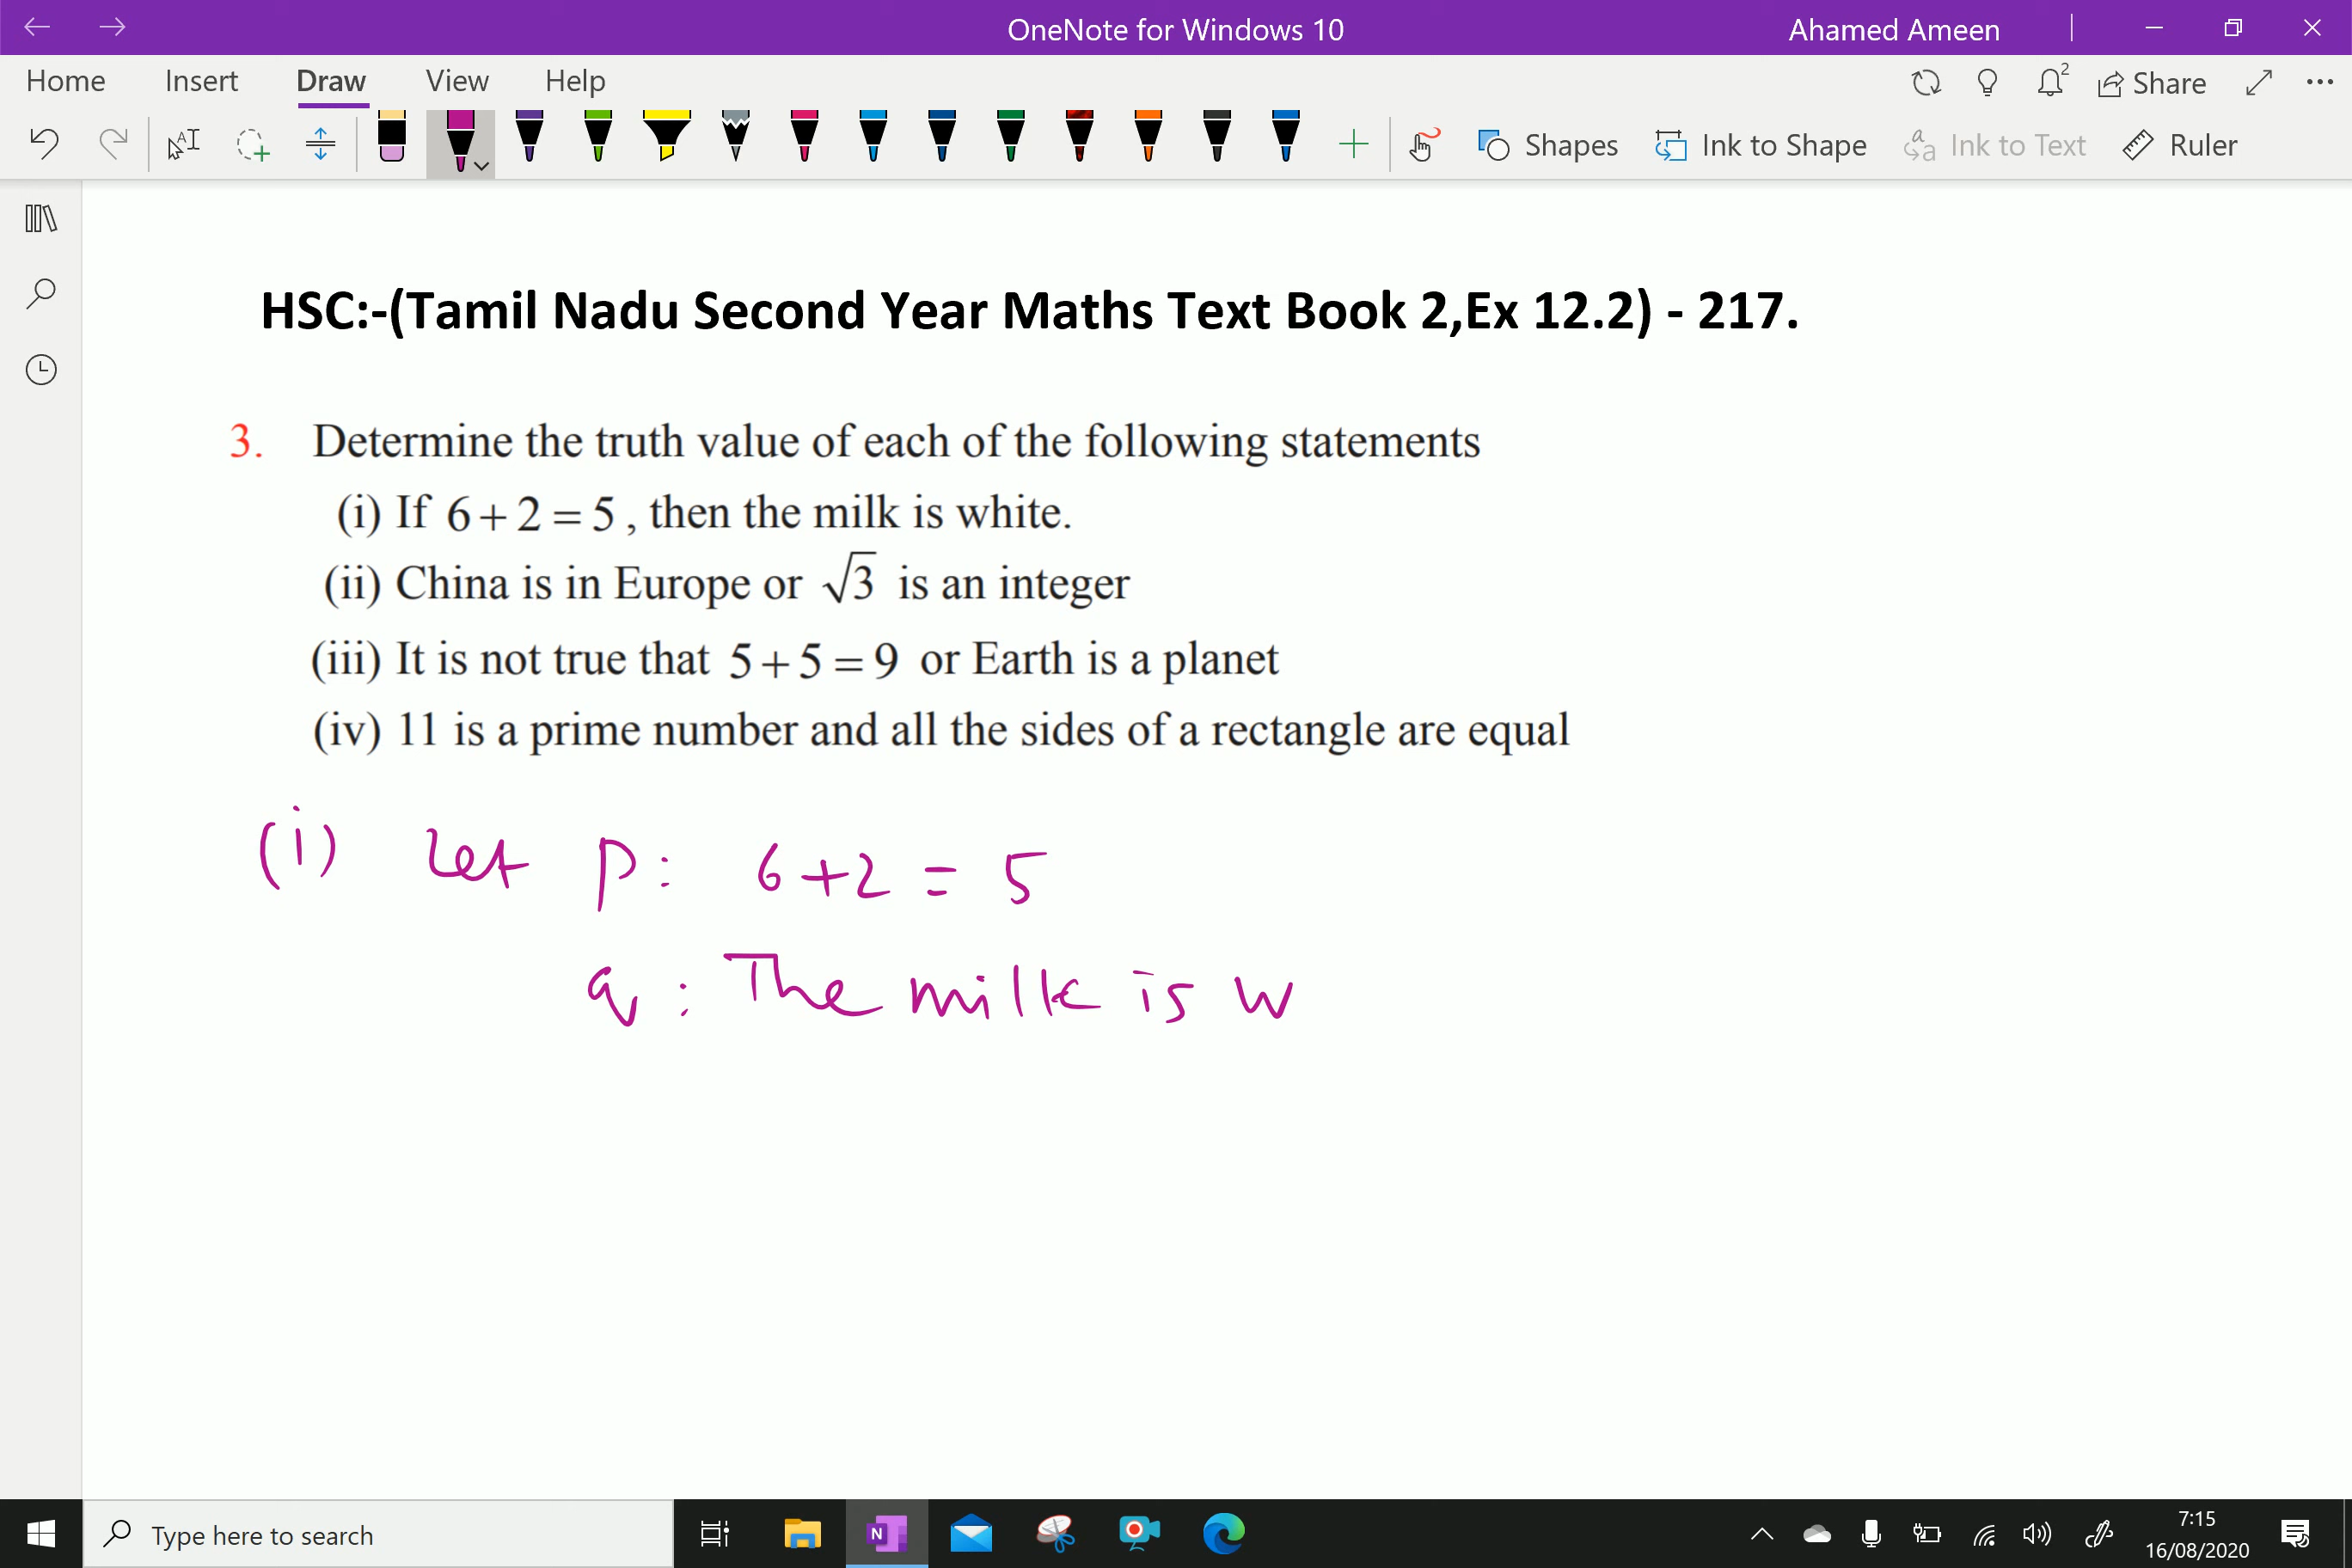 OneNote for Windows 10 Ahamed Ameen
Home Insert Draw View Help 2 Share
Shapes Ink to Shape Ink to Text Ruler
HSC:-(Tamil Nadu Second Year Maths Text Book 2,Ex 12.2) - 217.
3. Determine the truth value of each of the following statements
(i) If 6+2=5, then the milk is white.
(ii) China is in Europe or √3 is an integer
(iii) It is not true that 5+5=9 or Earth is a planet
(iv) 11 is a prime number and all the sides of a rectangle are equal
(i) Let p: 6+2 = 5
q: The milk is w
Type here to search 7:15
16/08/2020